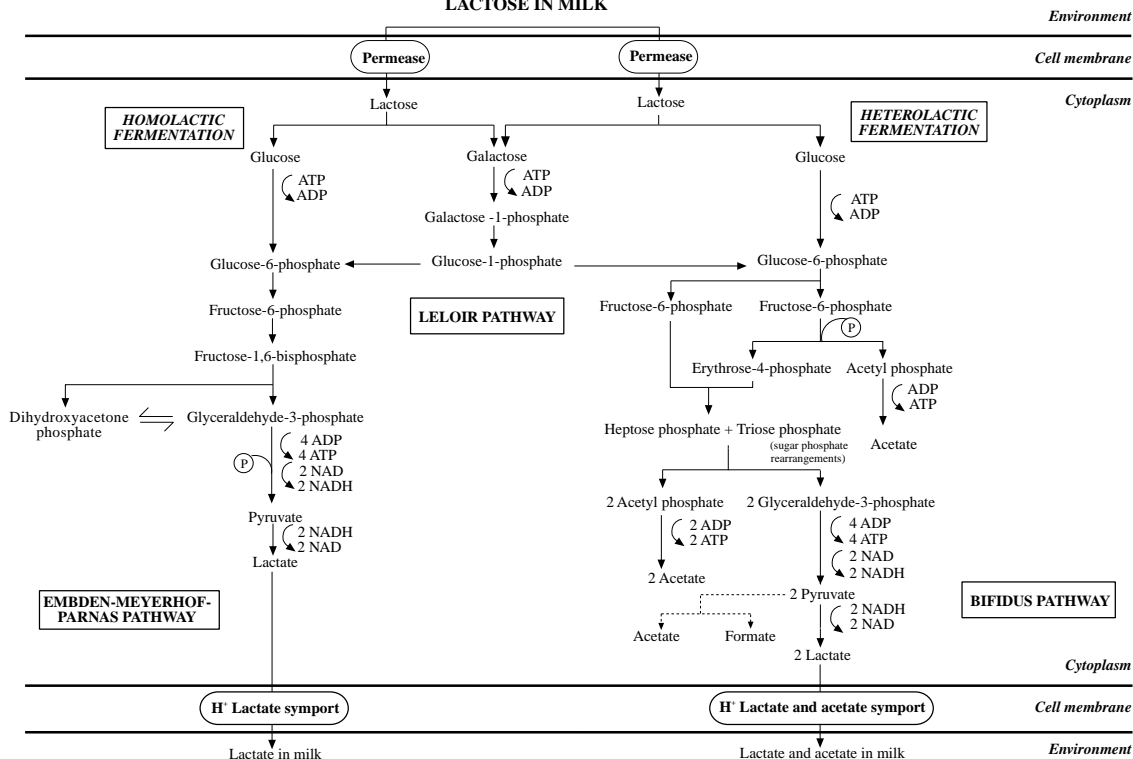 LACTOSE IN MILK
Environment
Permease
Permease
Cell membrane
Lactose
Lactose
Cytoplasm
HOMOLACTIC
FERMENTATION
HETEROLACTIC
FERMENTATION
Glucose
Galactose
Glucose
ATP
ADP
ATP
ADP
ATP
ADP
Galactose -1-phosphate
Glucose-6-phosphate
Glucose-1-phosphate
Glucose-6-phosphate
Fructose-6-phosphate
LELOIR PATHWAY
Fructose-6-phosphate
Fructose-6-phosphate
P
Fructose-1,6-bisphosphate
Erythrose-4-phosphate
Acetyl phosphate
ADP
ATP
Dihydroxyacetone
phosphate
Glyceraldehyde-3-phosphate
Heptose phosphate + Triose phosphate
(sugar phosphate
rearrangements)
Acetate
4 ADP
4 ATP
P
2 NAD
2 NADH
2 Acetyl phosphate
2 Glyceraldehyde-3-phosphate
Pyruvate
2 ADP
2 ATP
4 ADP
4 ATP
2 NADH
2 NAD
2 NAD
2 NADH
Lactate
2 Acetate
2 Pyruvate
EMBDEN-MEYERHOF-
PARNAS PATHWAY
BIFIDUS PATHWAY
2 NADH
2 NAD
Acetate
Formate
2 Lactate
Cytoplasm
H+ Lactate symport
H+ Lactate and acetate symport
Cell membrane
Lactate in milk
Lactate and acetate in milk
Environment